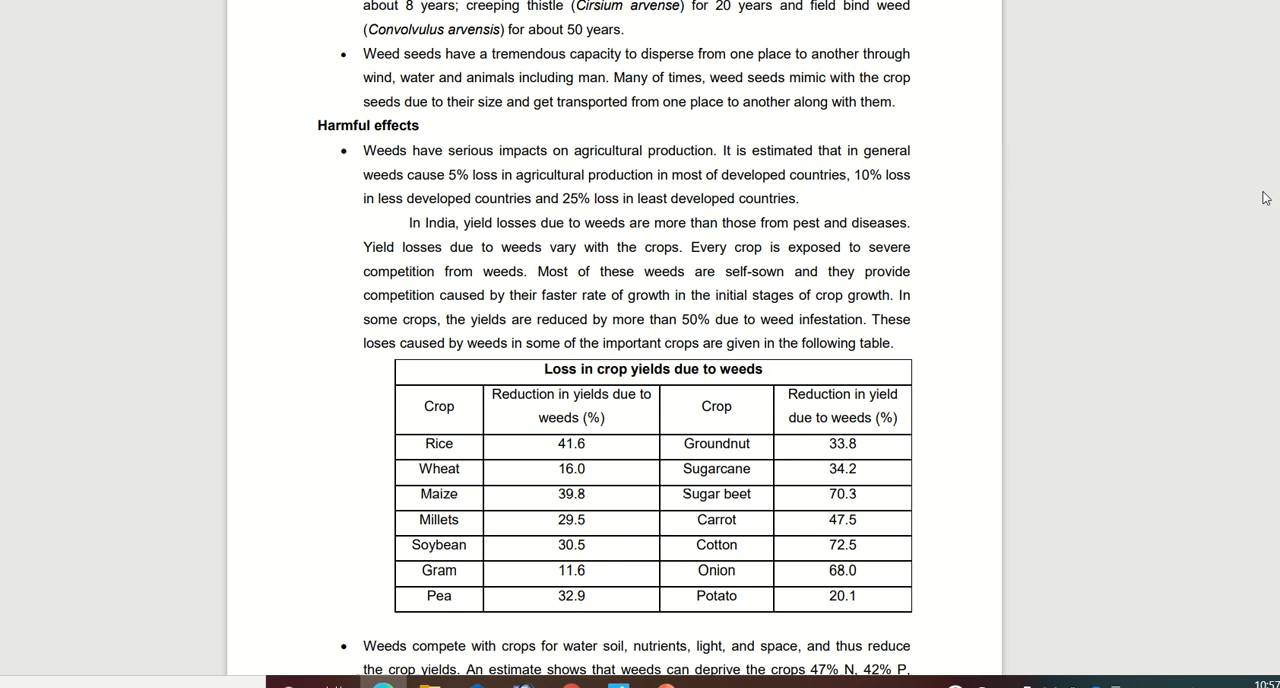 about 8 years; creeping thistle (Cirsium arvense) for 20 years and field bind weed
(Convolvulus arvensis) for about 50 years.
• Weed seeds have a tremendous capacity to disperse from one place to another through
wind, water and animals including man. Many of times, weed seeds mimic with the crop
seeds due to their size and get transported from one place to another along with them.
Harmful effects
• Weeds have serious impacts on agricultural production. It is estimated that in general
weeds cause 5% loss in agricultural production in most of developed countries, 10% loss
in less developed countries and 25% loss in least developed countries.
In India, yield losses due to weeds are more than those from pest and diseases.
Yield losses due to weeds vary with the crops. Every crop is exposed to severe
competition from weeds. Most of these weeds are self-sown and they provide
competition caused by their faster rate of growth in the initial stages of crop growth. In
some crops, the yields are reduced by more than 50% due to weed infestation. These
loses caused by weeds in some of the important crops are given in the following table.
Loss in crop yields due to weeds
Crop Reduction in yields due to weeds (%) Crop Reduction in yield due to weeds (%)
Rice 41.6 Groundnut 33.8
Wheat 16.0 Sugarcane 34.2
Maize 39.8 Sugar beet 70.3
Millets 29.5 Carrot 47.5
Soybean 30.5 Cotton 72.5
Gram 11.6 Onion 68.0
Pea 32.9 Potato 20.1
• Weeds compete with crops for water soil, nutrients, light, and space, and thus reduce
the crop yields. An estimate shows that weeds can deprive the crops 47% N, 42% P,
10:57